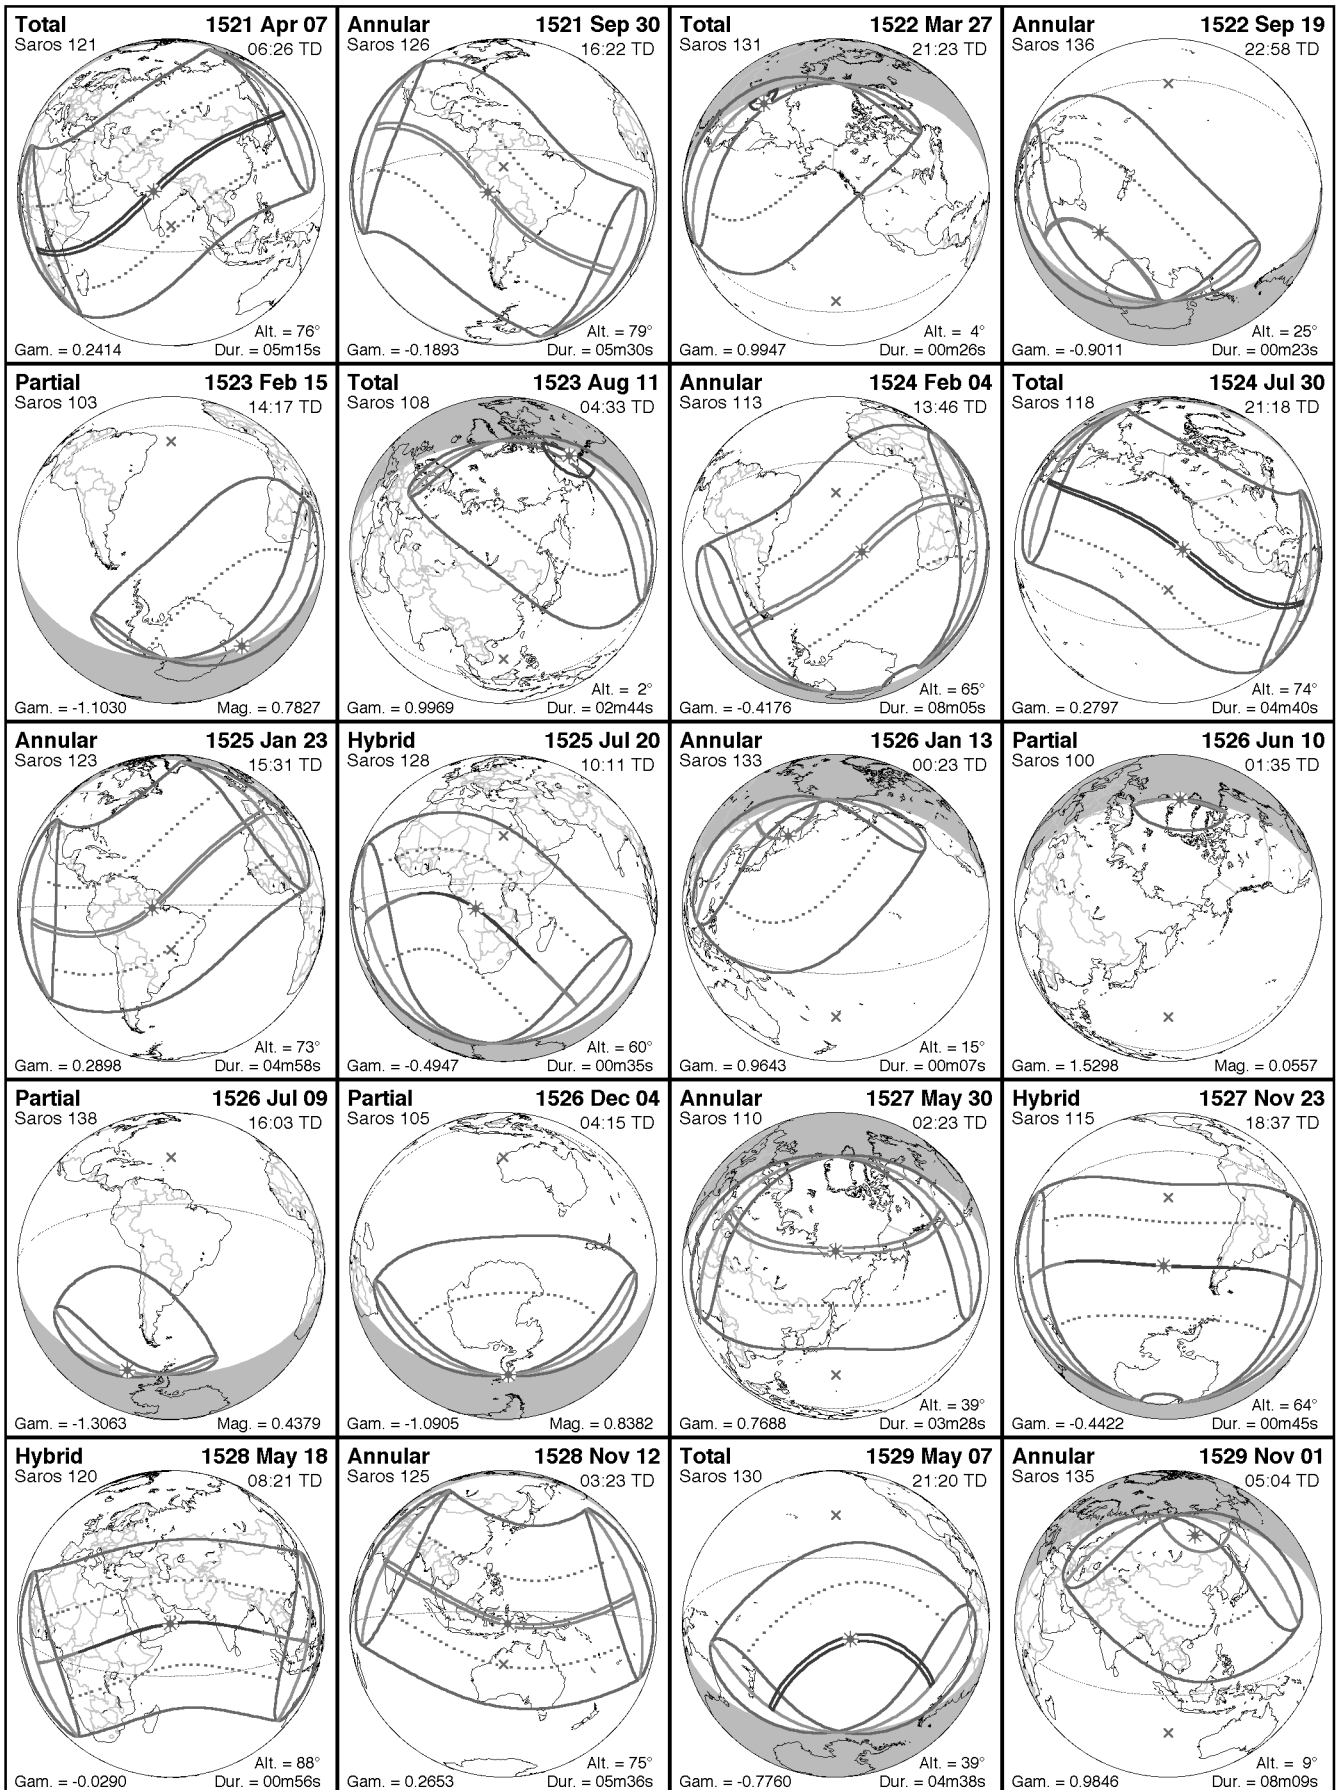 Total 1521 Apr 07
Saros 121 06:26 TD
Alt. = 76°
Gam. = 0.2414 Dur. = 05m15s
Annular 1521 Sep 30
Saros 126 16:22 TD
Alt. = 79°
Gam. = -0.1893 Dur. = 05m30s
Total 1522 Mar 27
Saros 131 21:23 TD
Alt. = 4°
Gam. = 0.9947 Dur. = 00m26s
Annular 1522 Sep 19
Saros 136 22:58 TD
Alt. = 25°
Gam. = -0.9011 Dur. = 00m23s
Partial 1523 Feb 15
Saros 103 14:17 TD
Gam. = -1.1030 Mag. = 0.7827
Total 1523 Aug 11
Saros 108 04:33 TD
Alt. = 2°
Gam. = 0.9969 Dur. = 02m44s
Annular 1524 Feb 04
Saros 113 13:46 TD
Alt. = 65°
Gam. = -0.4176 Dur. = 08m05s
Total 1524 Jul 30
Saros 118 21:18 TD
Alt. = 74°
Gam. = 0.2797 Dur. = 04m40s
Annular 1525 Jan 23
Saros 123 15:31 TD
Alt. = 73°
Gam. = 0.2898 Dur. = 04m58s
Hybrid 1525 Jul 20
Saros 128 10:11 TD
Alt. = 60°
Gam. = -0.4947 Dur. = 00m35s
Annular 1526 Jan 13
Saros 133 00:23 TD
Alt. = 15°
Gam. = 0.9643 Dur. = 00m07s
Partial 1526 Jun 10
Saros 100 01:35 TD
Gam. = 1.5298 Mag. = 0.0557
Partial 1526 Jul 09
Saros 138 16:03 TD
Gam. = -1.3063 Mag. = 0.4379
Partial 1526 Dec 04
Saros 105 04:15 TD
Gam. = -1.0905 Mag. = 0.8382
Annular 1527 May 30
Saros 110 02:23 TD
Alt. = 39°
Gam. = 0.7688 Dur. = 03m28s
Hybrid 1527 Nov 23
Saros 115 18:37 TD
Alt. = 64°
Gam. = -0.4422 Dur. = 00m45s
Hybrid 1528 May 18
Saros 120 08:21 TD
Alt. = 88°
Gam. = -0.0290 Dur. = 00m56s
Annular 1528 Nov 12
Saros 125 03:23 TD
Alt. = 75°
Gam. = 0.2653 Dur. = 05m36s
Total 1529 May 07
Saros 130 21:20 TD
Alt. = 39°
Gam. = -0.7760 Dur. = 04m38s
Annular 1529 Nov 01
Saros 135 05:04 TD
Alt. = 9°
Gam. = 0.9846 Dur. = 08m09s